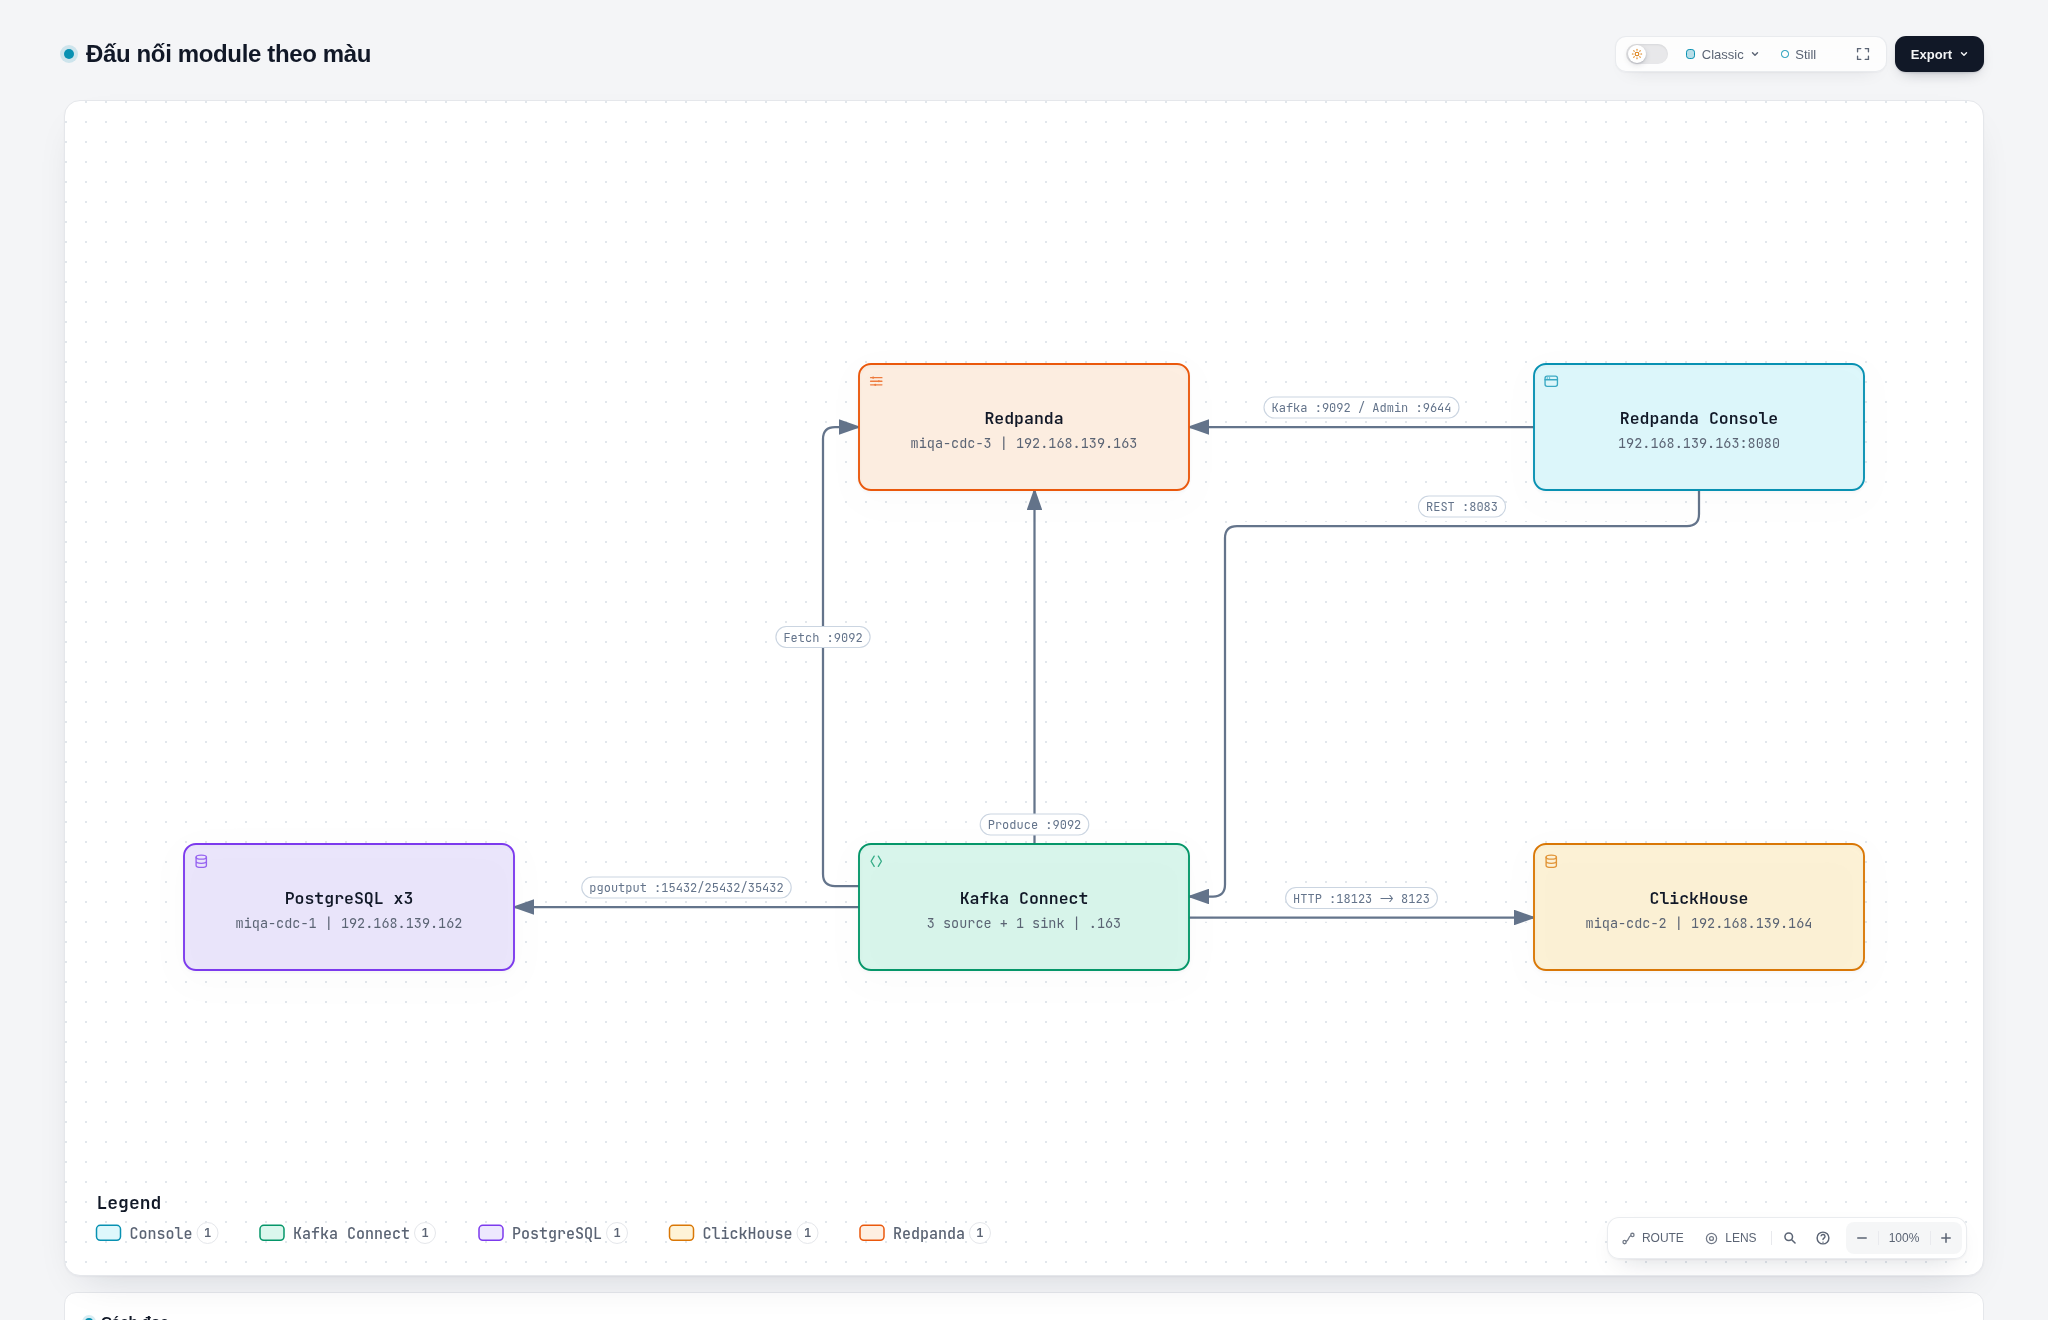 Đấu nối module theo màu
Classic
Still
Export
Redpanda
miqa-cdc-3 | 192.168.139.163
Kafka :9092 / Admin :9644
Redpanda Console
192.168.139.163:8080
REST :8083
Fetch :9092
Produce :9092
PostgreSQL x3
miqa-cdc-1 | 192.168.139.162
pgoutput :15432/25432/35432
Kafka Connect
3 source + 1 sink | .163
HTTP :18123 → 8123
ClickHouse
miqa-cdc-2 | 192.168.139.164
Legend
Console 1
Kafka Connect 1
PostgreSQL 1
ClickHouse 1
Redpanda 1
ROUTE
LENS
100%
Cách đọc